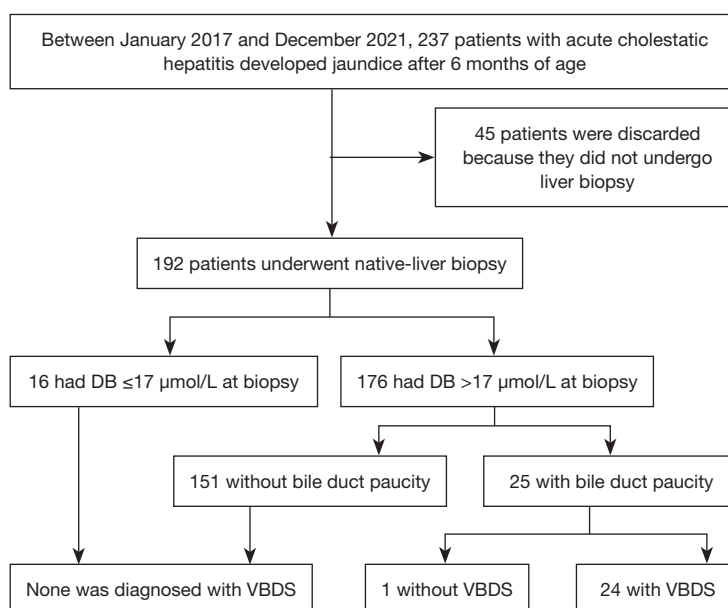 Between January 2017 and December 2021, 237 patients with acute cholestatic
hepatitis developed jaundice after 6 months of age
45 patients were discarded
because they did not undergo
liver biopsy
192 patients underwent native-liver biopsy
16 had DB ≤17 µmol/L at biopsy
176 had DB >17 µmol/L at biopsy
151 without bile duct paucity
25 with bile duct paucity
None was diagnosed with VBDS
1 without VBDS
24 with VBDS